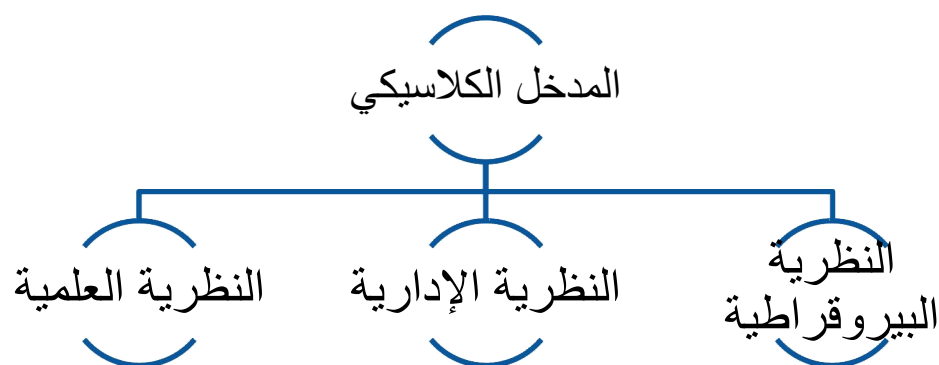 المدخل الكلاسيكي
النظرية
البيروقراطية
النظرية الإدارية
النظرية العلمية